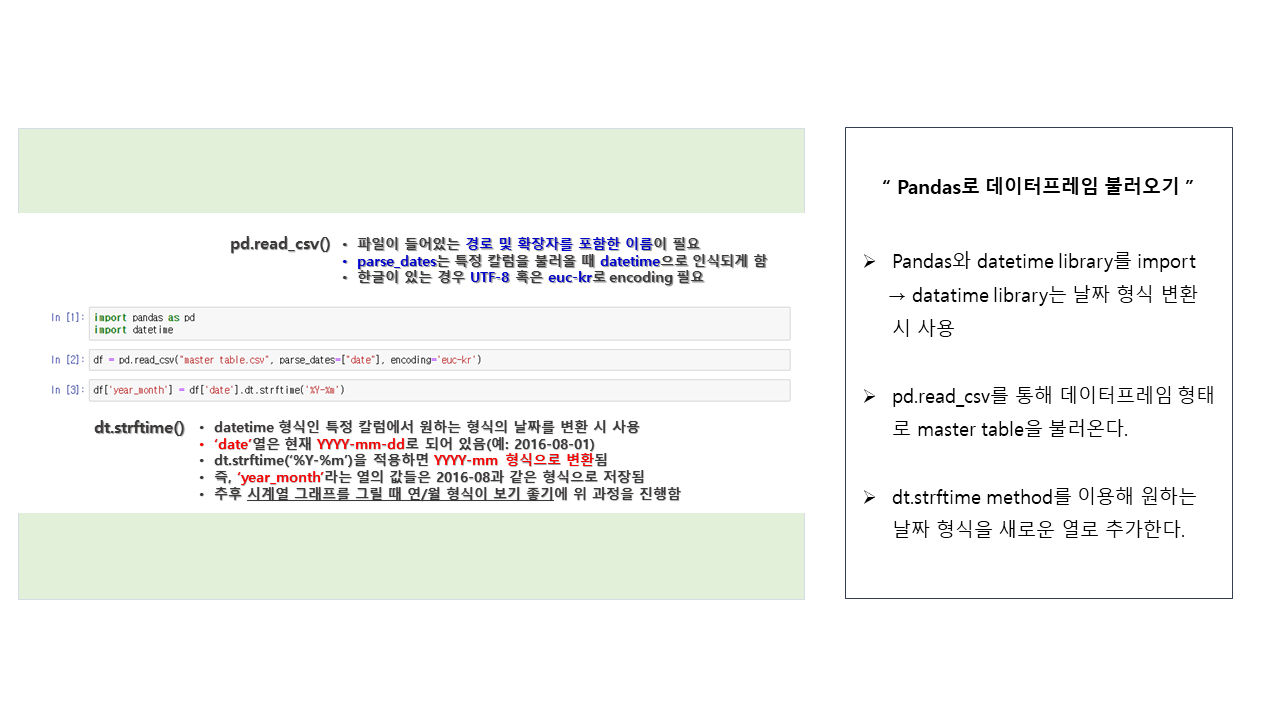 pd.read_csv()
• 파일이 들어있는 경로 및 확장자를 포함한 이름이 필요
• parse_dates는 특정 칼럼을 불러올 때 datetime으로 인식되게 함
• 한글이 있는 경우 UTF-8 혹은 euc-kr로 encoding 필요
In [1]: import pandas as pd
import datetime
In [2]: df = pd.read_csv("master table.csv", parse_dates=["date"], encoding='euc-kr')
In [3]: df['year_month'] = df['date'].dt.strftime('%Y-%m')
dt.strftime()
• datetime 형식인 특정 칼럼에서 원하는 형식의 날짜를 변환 시 사용
• ‘date’열은 현재 YYYY-mm-dd로 되어 있음(예: 2016-08-01)
• dt.strftime(‘%Y-%m’)을 적용하면 YYYY-mm 형식으로 변환됨
• 즉, ‘year_month’라는 열의 값들은 2016-08과 같은 형식으로 저장됨
• 추후 시계열 그래프를 그릴 때 연/월 형식이 보기 좋기에 위 과정을 진행함
“ Pandas로 데이터프레임 불러오기 ”
➢ Pandas와 datetime library를 import
→ datatime library는 날짜 형식 변환
시 사용
➢ pd.read_csv를 통해 데이터프레임 형태
로 master table을 불러온다.
➢ dt.strftime method를 이용해 원하는
날짜 형식을 새로운 열로 추가한다.